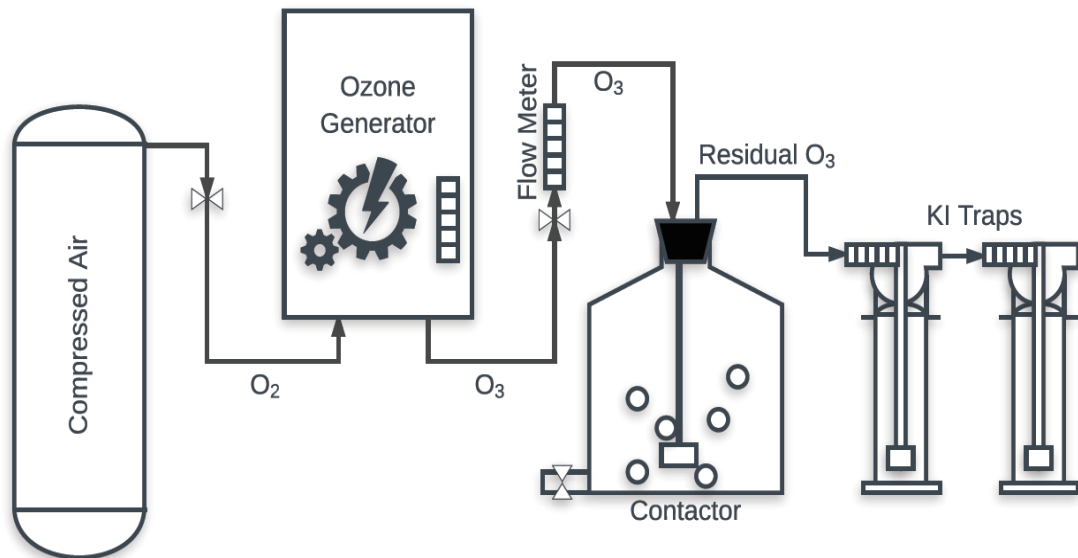 Compressed Air
O₂
Ozone
Generator
O₃
Flow Meter
O₃
Residual O₃
Contactor
KI Traps